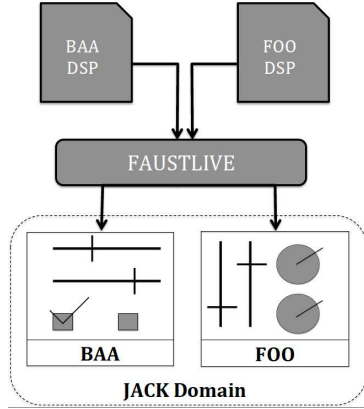 BAA
DSP
FOO
DSP
FAUSTLIVE
BAA
FOO
JACK Domain